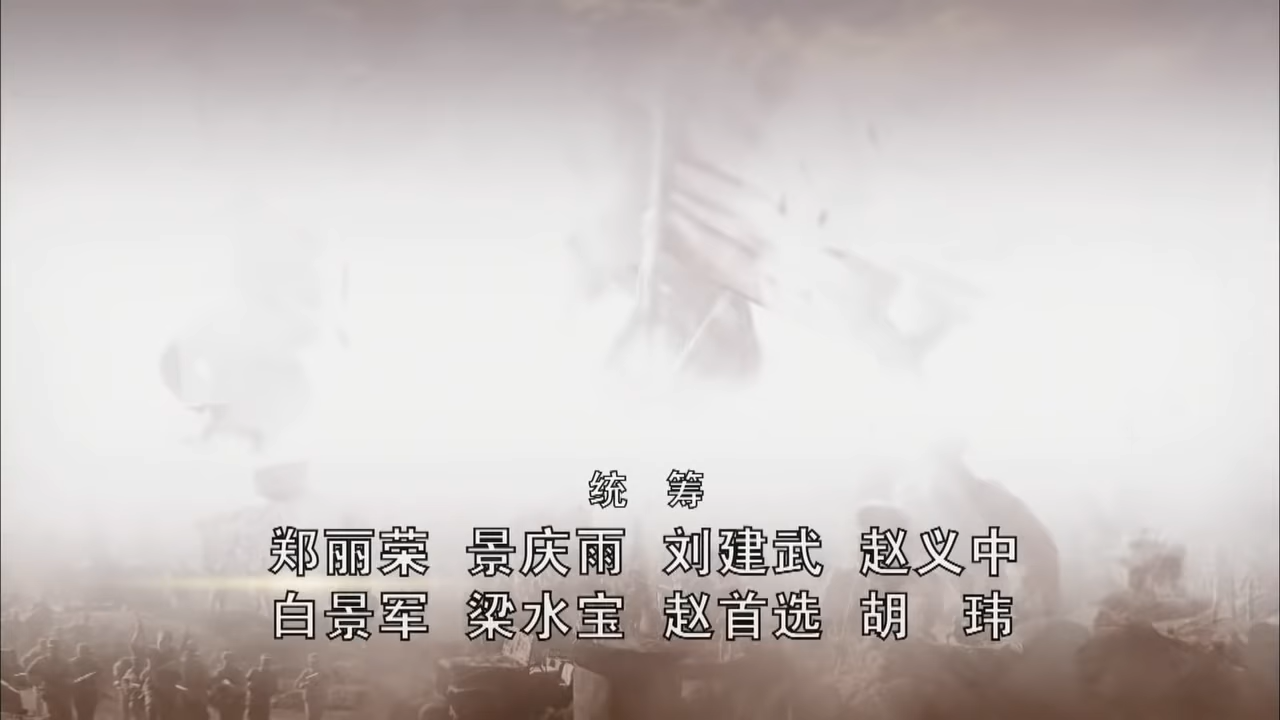 统 筹
郑丽荣 景庆雨 刘建武 赵义中
白景军 梁水宝 赵首选 胡 玮